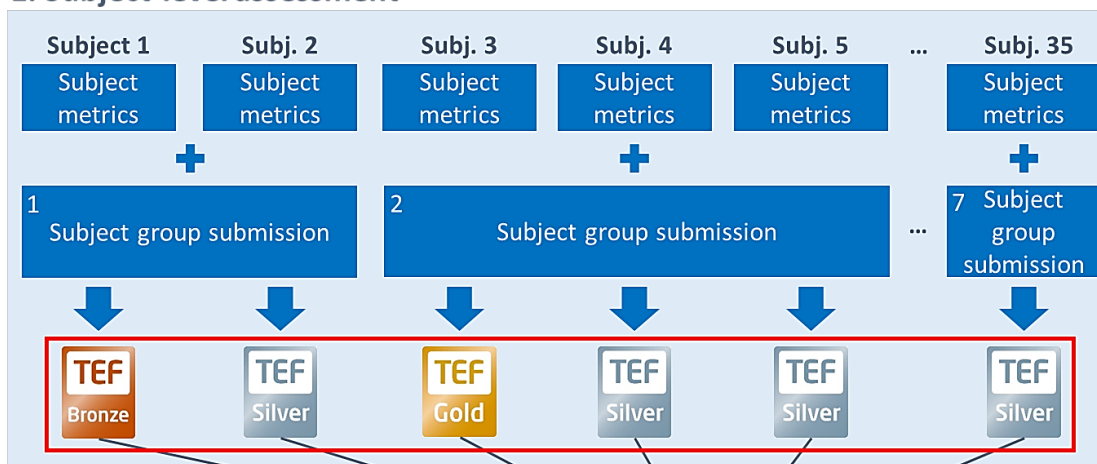 Subject 1 Subj. 2 Subj. 3 Subj. 4 Subj. 5 ... Subj. 35
Subject metrics
Subject metrics
Subject metrics
Subject metrics
Subject metrics
Subject metrics
1 Subject group submission
2 Subject group submission
...
7 Subject group submission
TEF Bronze
TEF Silver
TEF Gold
TEF Silver
TEF Silver
TEF Silver